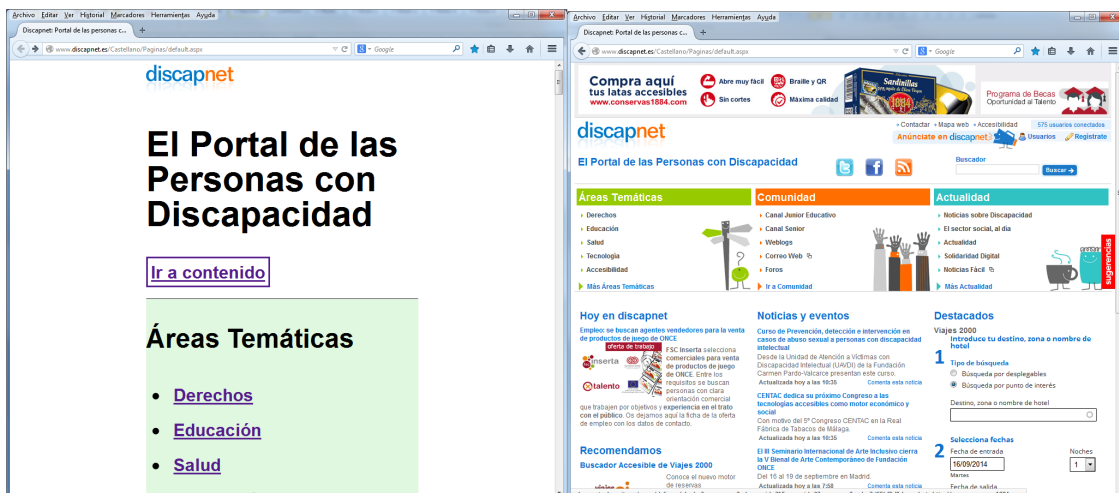 Archivo Editar Ver Historial Marcadores Herramientas Ayuda
Discapnet: Portal de las personas c...
www.discapnet.es/Castellano/Paginas/default.aspx
Google
discapnet
El Portal de las
Personas con
Discapacidad
Ir a contenido
Áreas Temáticas
Derechos
Educación
Salud
Archivo Editar Ver Historial Marcadores Herramientas Ayuda
Discapnet: Portal de las personas c...
www.discapnet.es/Castellano/Paginas/default.aspx
Google
Compra aquí
tus latas accesibles
www.conservas1884.com
Abre muy fácil
Braille y QR
Sin cortes
Máxima calidad
Sardinillas
1884
Programa de Becas
Oportunidad al Talento
discapnet
Contactar Mapa web Accesibilidad 575 usuarios conectados
Anúnciate en discapnet Usuarios Regístrate
El Portal de las Personas con Discapacidad
Buscador
Buscar
Áreas Temáticas
Derechos
Educación
Salud
Tecnología
Accesibilidad
Más Áreas Temáticas
Comunidad
Canal Junior Educativo
Canal Senior
Weblogs
Correo Web
Foros
Ir a Comunidad
Actualidad
Noticias sobre Discapacidad
El sector social, al día
Actualidad
Solidaridad Digital
Noticias Fácil
Más Actualidad
sugerencias
Hoy en discapnet
Empleo: se buscan agentes vendedores para la venta
de productos de juego de ONCE
oferta de trabajo
inserta
talento
FSC Inserta selecciona
comerciales para venta
de productos de juego
de ONCE. Entre los
requisitos se buscan
personas con clara
orientación comercial
que trabajen por objetivos y experiencia en el trato
con el público. Os dejamos aquí la ficha de la oferta
de empleo con los datos de contacto.
Recomendamos
Buscador Accesible de Viajes 2000
Conoce el nuevo motor
de reservas
Noticias y eventos
Curso de Prevención, detección e intervención en
casos de abuso sexual a personas con discapacidad
intelectual
Desde la Unidad de Atención a Víctimas con
Discapacidad Intelectual (UAVDI) de la Fundación
Carmen Pardo-Valcarce presentan este curso.
Actualizada hoy a las 10:35 Comenta esta noticia
CENTAC dedica su próximo Congreso a las
tecnologías accesibles como motor económico y
social
Con motivo del 5º Congreso CENTAC en la Real
Fábrica de Tabacos de Málaga.
Actualizada hoy a las 10:35 Comenta esta noticia
El III Seminario Internacional de Arte Inclusivo cierra
la V Bienal de Arte Contemporáneo de Fundación
ONCE
Del 16 al 19 de septiembre en Madrid.
Actualizada hoy a las 7:58 Comenta esta noticia
Destacados
Viajes 2000
Introduce tu destino, zona o nombre de
hotel
1 Tipo de búsqueda
Búsqueda por desplegables
Búsqueda por punto de interés
Destino, zona o nombre de hotel
2 Selecciona fechas
Fecha de entrada Noches
16/09/2014 1
Martes
Fecha de salida